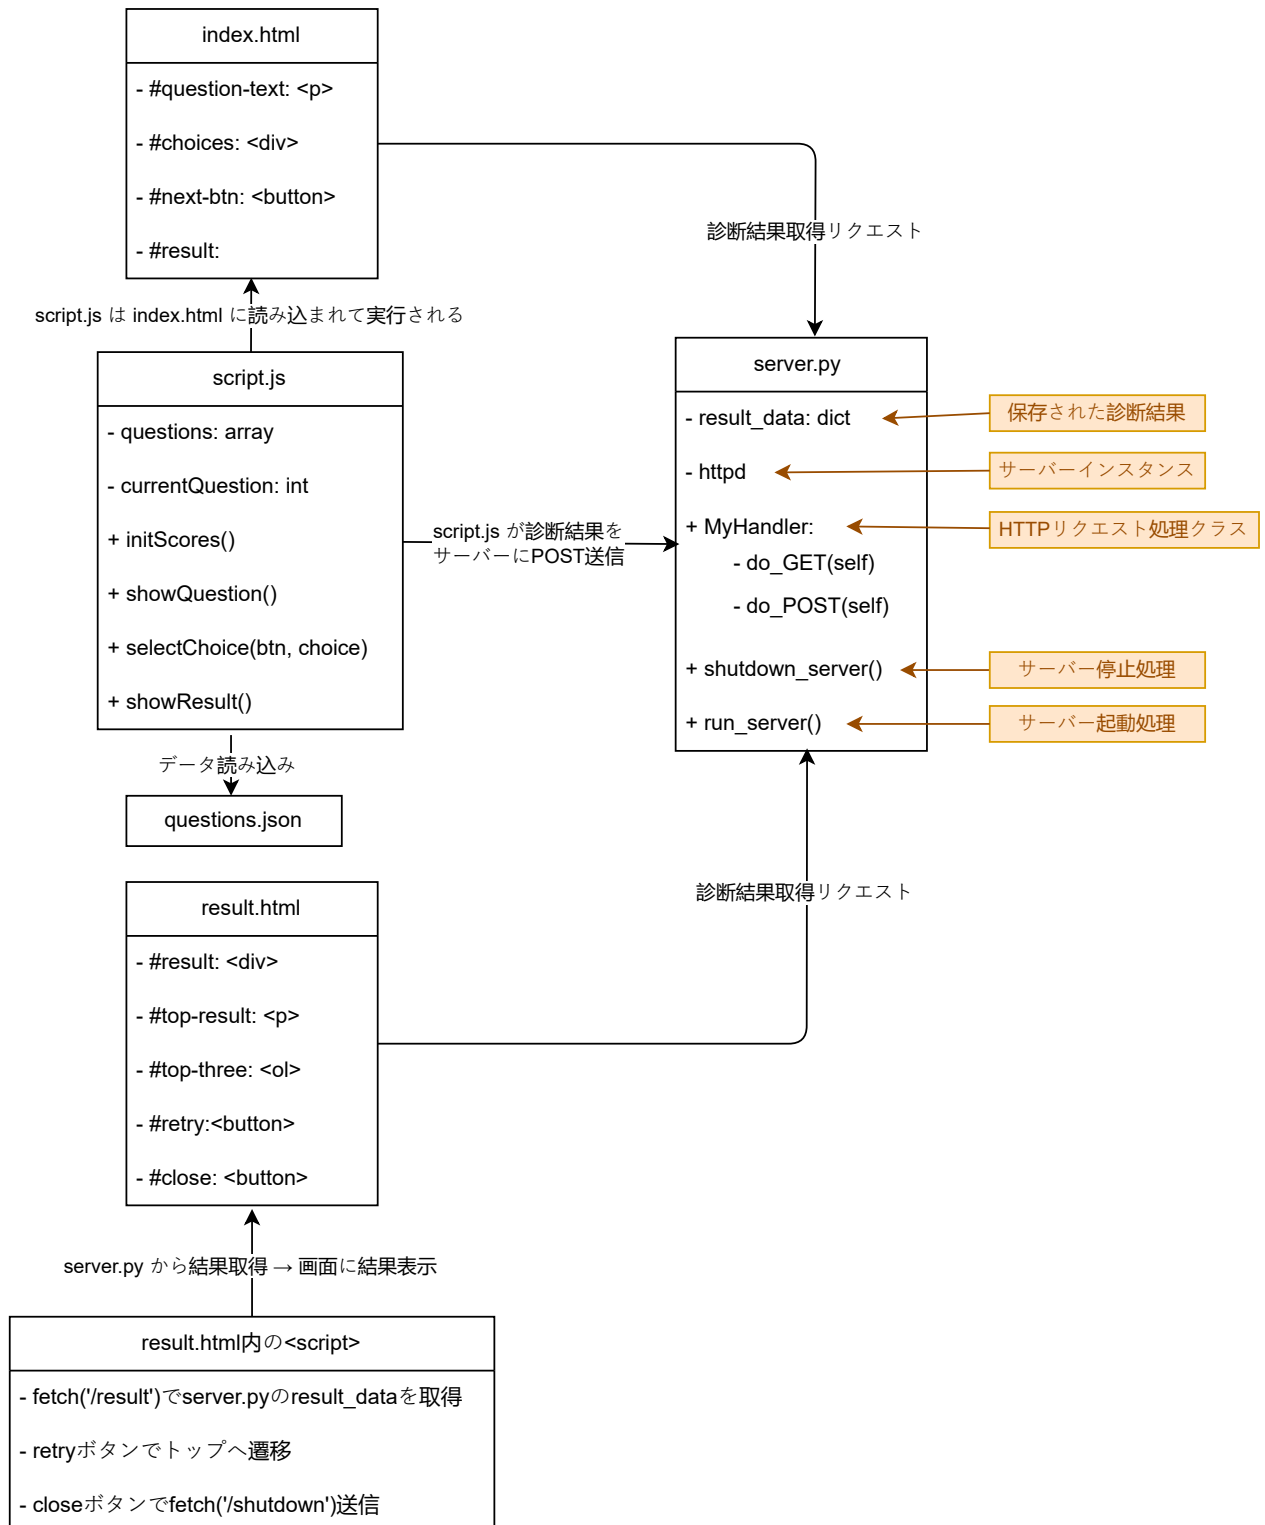 index.html
- #question-text: <p>
- #choices: <div>
- #next-btn: <button>
- #result:
診断結果取得リクエスト
script.js は index.html に読み込まれて実行される
script.js
- questions: array
- currentQuestion: int
+ initScores()
+ showQuestion()
+ selectChoice(btn, choice)
+ showResult()
script.js が診断結果を
サーバーにPOST送信
server.py
- result_data: dict
- httpd
+ MyHandler:
- do_GET(self)
- do_POST(self)
+ shutdown_server()
+ run_server()
保存された診断結果
サーバーインスタンス
HTTPリクエスト処理クラス
サーバー停止処理
サーバー起動処理
データ読み込み
questions.json
診断結果取得リクエスト
result.html
- #result: <div>
- #top-result: <p>
- #top-three: <ol>
- #retry:<button>
- #close: <button>
server.py から結果取得 → 画面に結果表示
result.html内の<script>
- fetch('/result')でserver.pyのresult_dataを取得
- retryボタンでトップへ遷移
- closeボタンでfetch('/shutdown')送信